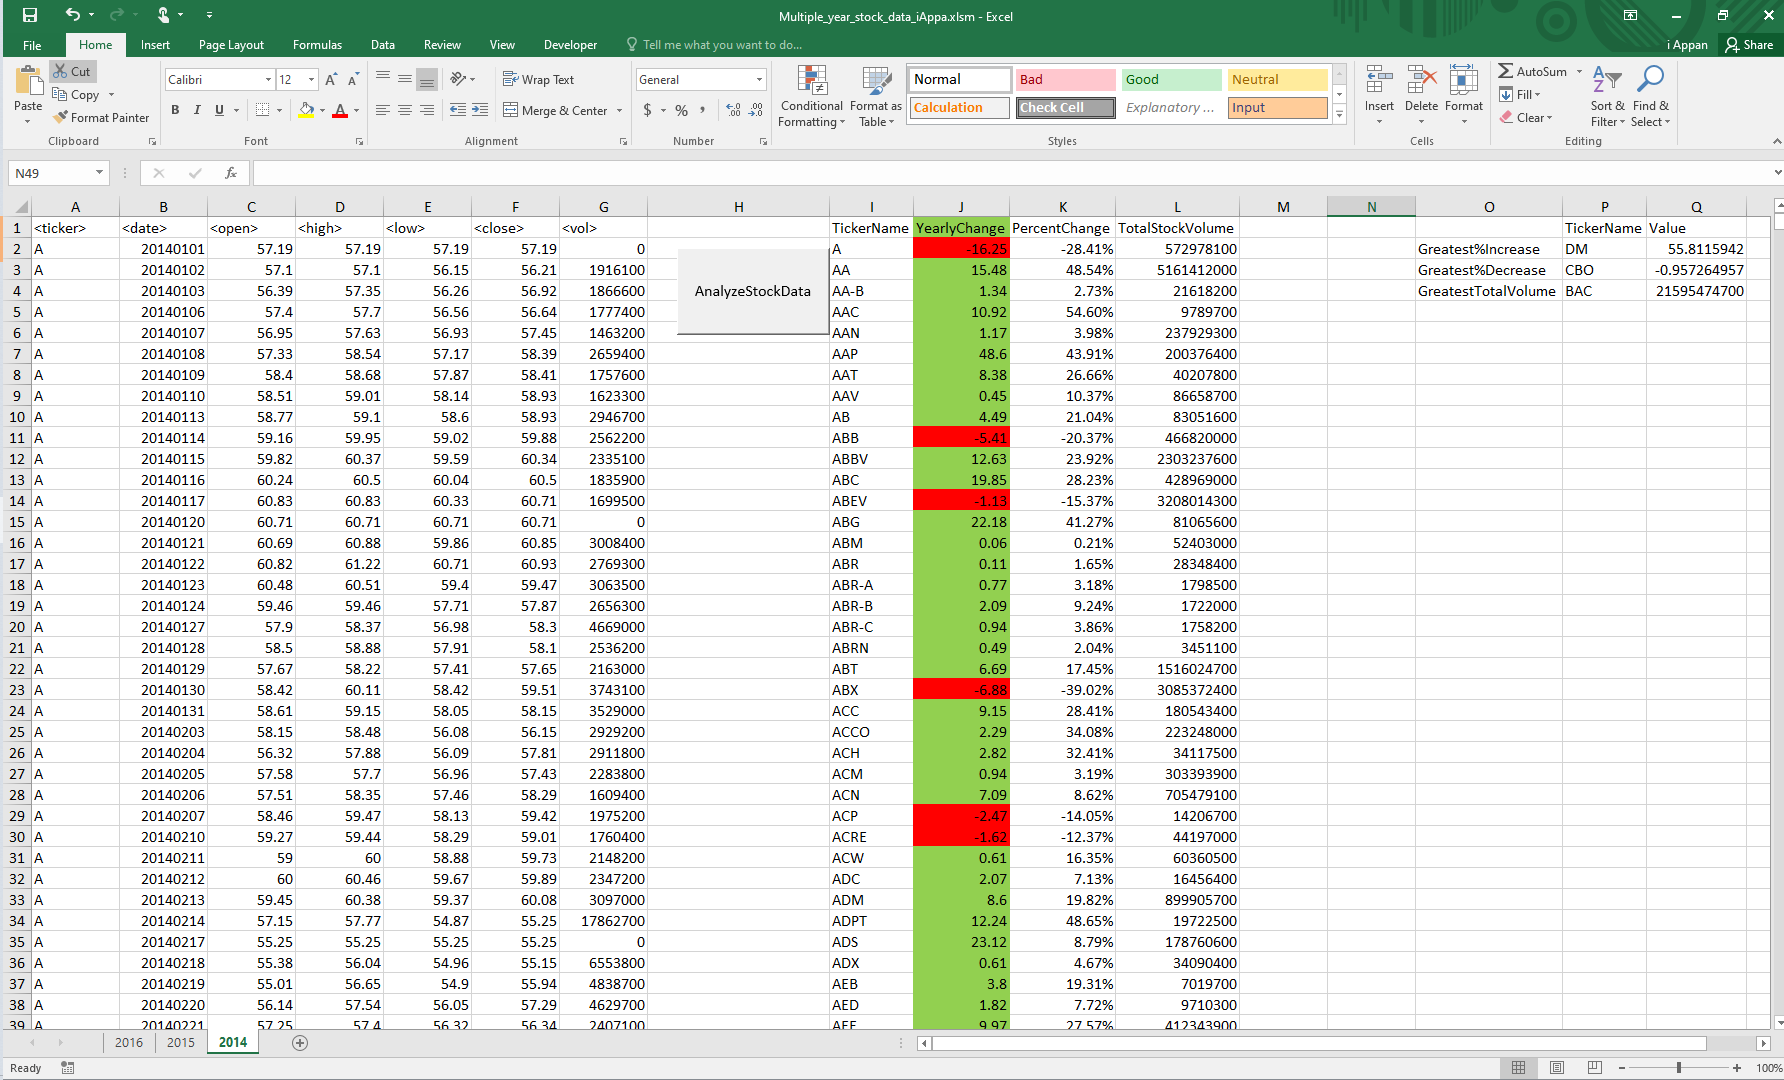 Multiple_year_stock_data_iAppa.xlsm - Excel
File Home Insert Page Layout Formulas Data Review View Developer Tell me what you want to do... i Appan Share
Cut Calibri 12 A A Wrap Text General Normal Bad Good Neutral AutoSum
Copy Fill
Paste Format Painter B I U A Merge & Center $ % , .00 Conditional Formatting Format as Table Calculation Check Cell Explanatory ... Input Insert Delete Format Clear Sort & Filter Find & Select
Clipboard Font Alignment Number Styles Cells Editing
N49 fx
A B C D E F G H I J K L M N O P Q
1 <ticker> <date> <open> <high> <low> <close> <vol> TickerName YearlyChange PercentChange TotalStockVolume TickerName Value
2 A 20140101 57.19 57.19 57.19 57.19 0 A -16.25 -28.41% 572978100 Greatest%Increase DM 55.8115942
3 A 20140102 57.1 57.1 56.15 56.21 1916100 AA 15.48 48.54% 5161412000 Greatest%Decrease CBO -0.957264957
4 A 20140103 56.39 57.35 56.26 56.92 1866600 AnalyzeStockData AA-B 1.34 2.73% 21618200 GreatestTotalVolume BAC 21595474700
5 A 20140106 57.4 57.7 56.56 56.64 1777400 AAC 10.92 54.60% 9789700
6 A 20140107 56.95 57.63 56.93 57.45 1463200 AAN 1.17 3.98% 237929300
7 A 20140108 57.33 58.54 57.17 58.39 2659400 AAP 48.6 43.91% 200376400
8 A 20140109 58.4 58.68 57.87 58.41 1757600 AAT 8.38 26.66% 40207800
9 A 20140110 58.51 59.01 58.14 58.93 1623300 AAV 0.45 10.37% 86658700
10 A 20140113 58.77 59.1 58.6 58.93 2946700 AB 4.49 21.04% 83051600
11 A 20140114 59.16 59.95 59.02 59.88 2562200 ABB -5.41 -20.37% 466820000
12 A 20140115 59.82 60.37 59.59 60.34 2335100 ABBV 12.63 23.92% 2303237600
13 A 20140116 60.24 60.5 60.04 60.5 1835900 ABC 19.85 28.23% 428969000
14 A 20140117 60.83 60.83 60.33 60.71 1699500 ABEV -1.13 -15.37% 3208014300
15 A 20140120 60.71 60.71 60.71 60.71 0 ABG 22.18 41.27% 81065600
16 A 20140121 60.69 60.88 59.86 60.85 3008400 ABM 0.06 0.21% 52403000
17 A 20140122 60.82 61.22 60.71 60.93 2769300 ABR 0.11 1.65% 28348400
18 A 20140123 60.48 60.51 59.4 59.47 3063500 ABR-A 0.77 3.18% 1798500
19 A 20140124 59.46 59.46 57.71 57.87 2656300 ABR-B 2.09 9.24% 1722000
20 A 20140127 57.9 58.37 56.98 58.3 4669000 ABR-C 0.94 3.86% 1758200
21 A 20140128 58.5 58.88 57.91 58.1 2536200 ABRN 0.49 2.04% 3451100
22 A 20140129 57.67 58.22 57.41 57.65 2163000 ABT 6.69 17.45% 1516024700
23 A 20140130 58.42 60.11 58.42 59.51 3743100 ABX -6.88 -39.02% 3085372400
24 A 20140131 58.61 59.15 58.05 58.15 3529000 ACC 9.15 28.41% 180543400
25 A 20140203 58.15 58.48 56.08 56.15 2929200 ACCO 2.29 34.08% 223248000
26 A 20140204 56.32 57.88 56.09 57.81 2911800 ACH 2.82 32.41% 34117500
27 A 20140205 57.58 57.7 56.96 57.43 2283800 ACM 0.94 3.19% 303393900
28 A 20140206 57.51 58.35 57.46 58.29 1609400 ACN 7.09 8.62% 705479100
29 A 20140207 58.46 59.47 58.13 59.42 1975200 ACP -2.47 -14.05% 14206700
30 A 20140210 59.27 59.44 58.29 59.01 1760400 ACRE -1.62 -12.37% 44197000
31 A 20140211 59 60 58.88 59.73 2148200 ACW 0.61 16.35% 60360500
32 A 20140212 60 60.46 59.67 59.89 2347200 ADC 2.07 7.13% 16456400
33 A 20140213 59.45 60.38 59.37 60.08 3097000 ADM 8.6 19.82% 899905700
34 A 20140214 57.15 57.77 54.87 55.25 17862700 ADPT 12.24 48.65% 19722500
35 A 20140217 55.25 55.25 55.25 55.25 0 ADS 23.12 8.79% 178760600
36 A 20140218 55.38 56.04 54.96 55.15 6553800 ADX 0.61 4.67% 34090400
37 A 20140219 55.01 56.65 54.9 55.94 4838700 AEB 3.8 19.31% 7019700
38 A 20140220 56.14 57.54 56.05 57.29 4629700 AED 1.82 7.72% 9710300
39 A 20140221 57.25 57.4 56.32 56.34 2407100 AEE 9.97 27.57% 412343900
2016 2015 2014
Ready 100%